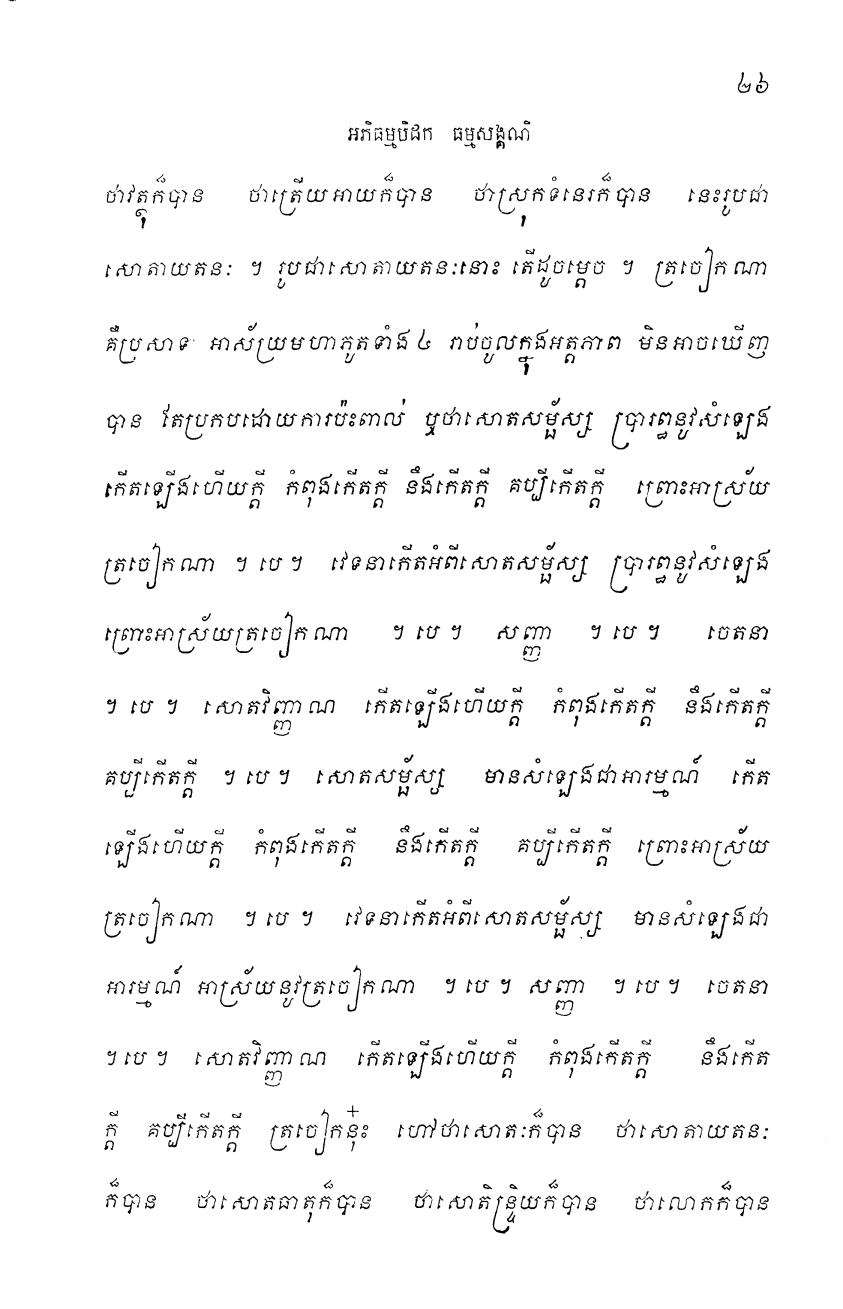 ២៦
អភិធម្មបិដក ធម្មសង្គណិ
ថាវត្ថុក៏បាន ថាត្រើយអាយក៏បាន ថាស្រុកទំនេរក៏បាន នេះរូបជា
សោតាយតនៈ ។ រូបជាសោតាយតនៈនោះ តើដូចម្តេច ។ ត្រចៀកណា
គឺប្រសាទ អាស័យ្រមហាភូតទាំង៤ រាប់ចូលក្នុងអត្តភាព មិនអាចឃើញ
បាន តែប្រកបដោយការប៉ះពាល់ ឬថាសោតសម្ផ័ស្ស ប្រារព្ធនូវសំឡេង
កើតឡើងហើយក្តី កំពុងកើតក្តី នឹងកើតក្តី គប្បីកើតក្តី ព្រោះអាស្រ័យ
ត្រចៀកណា ។ បេ ។ វេទនាកើតអំពីសោតសម្ផ័ស្ស ប្រារព្ធនូវសំឡេង
ព្រោះអាស្រ័យត្រចៀកណា ។ បេ ។ សញ្ញា ។ បេ ។ ចេតនា
។ បេ ។ សោតវិញ្ញាណ កើតឡើងហើយក្តី កំពុងកើតក្តី នឹងកើតក្តី
គប្បីកើតក្តី ។ បេ ។ សោតសម្ផ័ស្ស មានសំឡេងជាអារម្មណ៍ កើត
ឡើងហើយក្តី កំពុងកើតក្តី នឹងកើតក្តី គប្បីកើតក្តី ព្រោះអាស្រ័យ
ត្រចៀកណា ។ បេ ។ វេទនាកើតអំពីសោតសម្ផ័ស្ស មានសំឡេងជា
អារម្មណ៍ អាស្រ័យនូវត្រចៀកណា ។ បេ ។ សញ្ញា ។ បេ ។ ចេតនា
។ បេ ។ សោតវិញ្ញាណ កើតឡើងហើយក្តី កំពុងកើតក្តី នឹងកើត
ក្តី គប្បីកើតក្តី ត្រចៀកនុ៎ះ ហៅថាសោតៈក៏បាន ថាសោតាយតនៈ
ក៏បាន ថាសោតធាតុក៏បាន ថាសោតិន្ទ្រិយក៏បាន ថាលោកក៏បាន